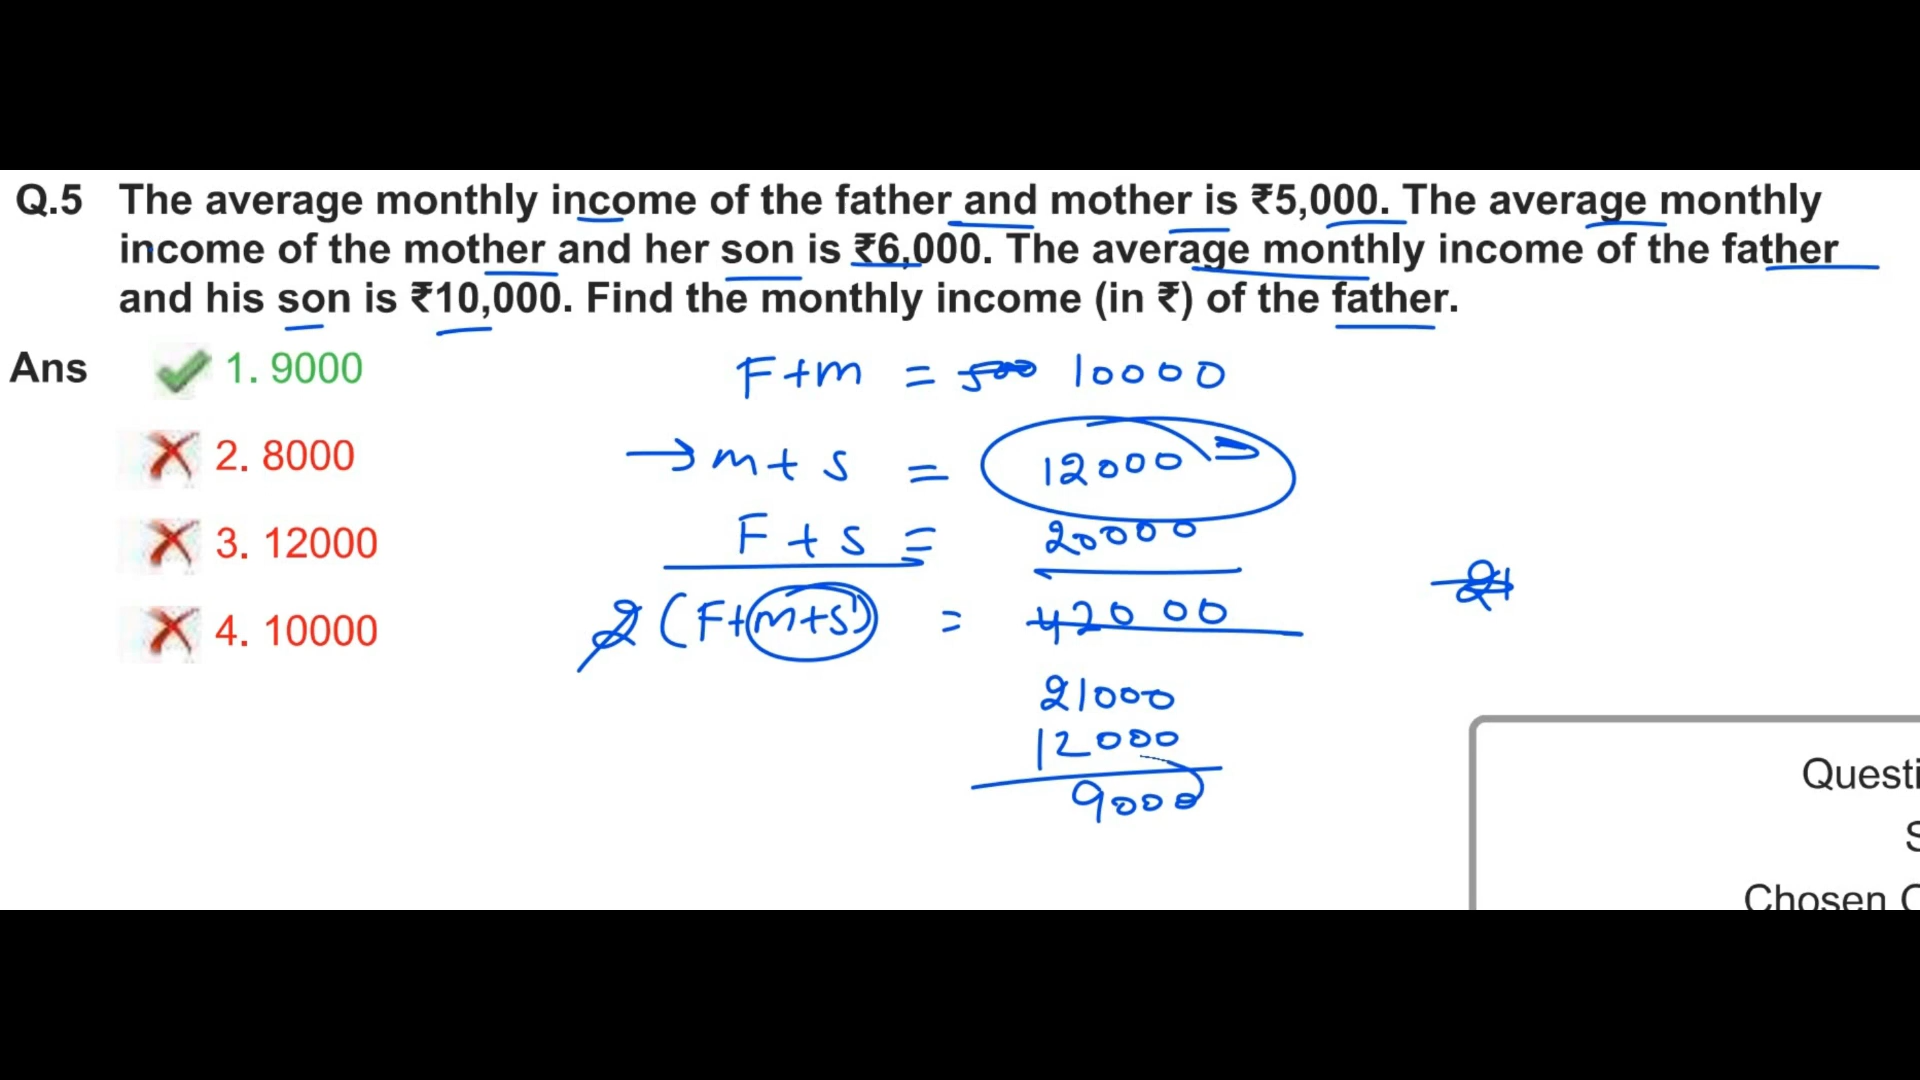 Q.5 The average monthly income of the father and mother is ₹5,000. The average monthly
income of the mother and her son is ₹6,000. The average monthly income of the father
and his son is ₹10,000. Find the monthly income (in ₹) of the father.
Ans 1. 9000
2. 8000
3. 12000
4. 10000
F+m = 10000
→ m+s = 12000
F+s = 20000
2(F+m+s) = 42000
21000
12000
9000
Questi
S
Chosen O